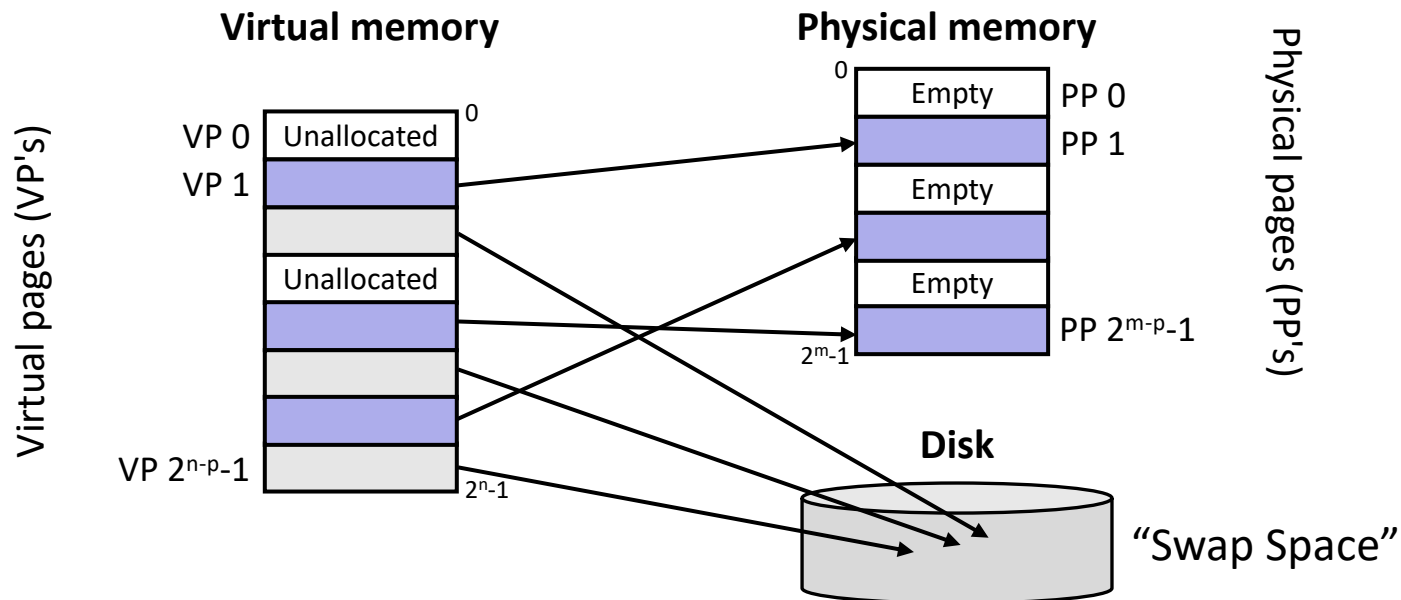 Virtual memory
Physical memory
Virtual pages (VP's)
Physical pages (PP's)
0
VP 0 Unallocated
VP 1
Unallocated
VP 2ⁿ⁻ᵖ-1
2ⁿ-1
0
Empty PP 0
PP 1
Empty
Empty
PP 2ᵐ⁻ᵖ-1
2ᵐ-1
Disk
“Swap Space”